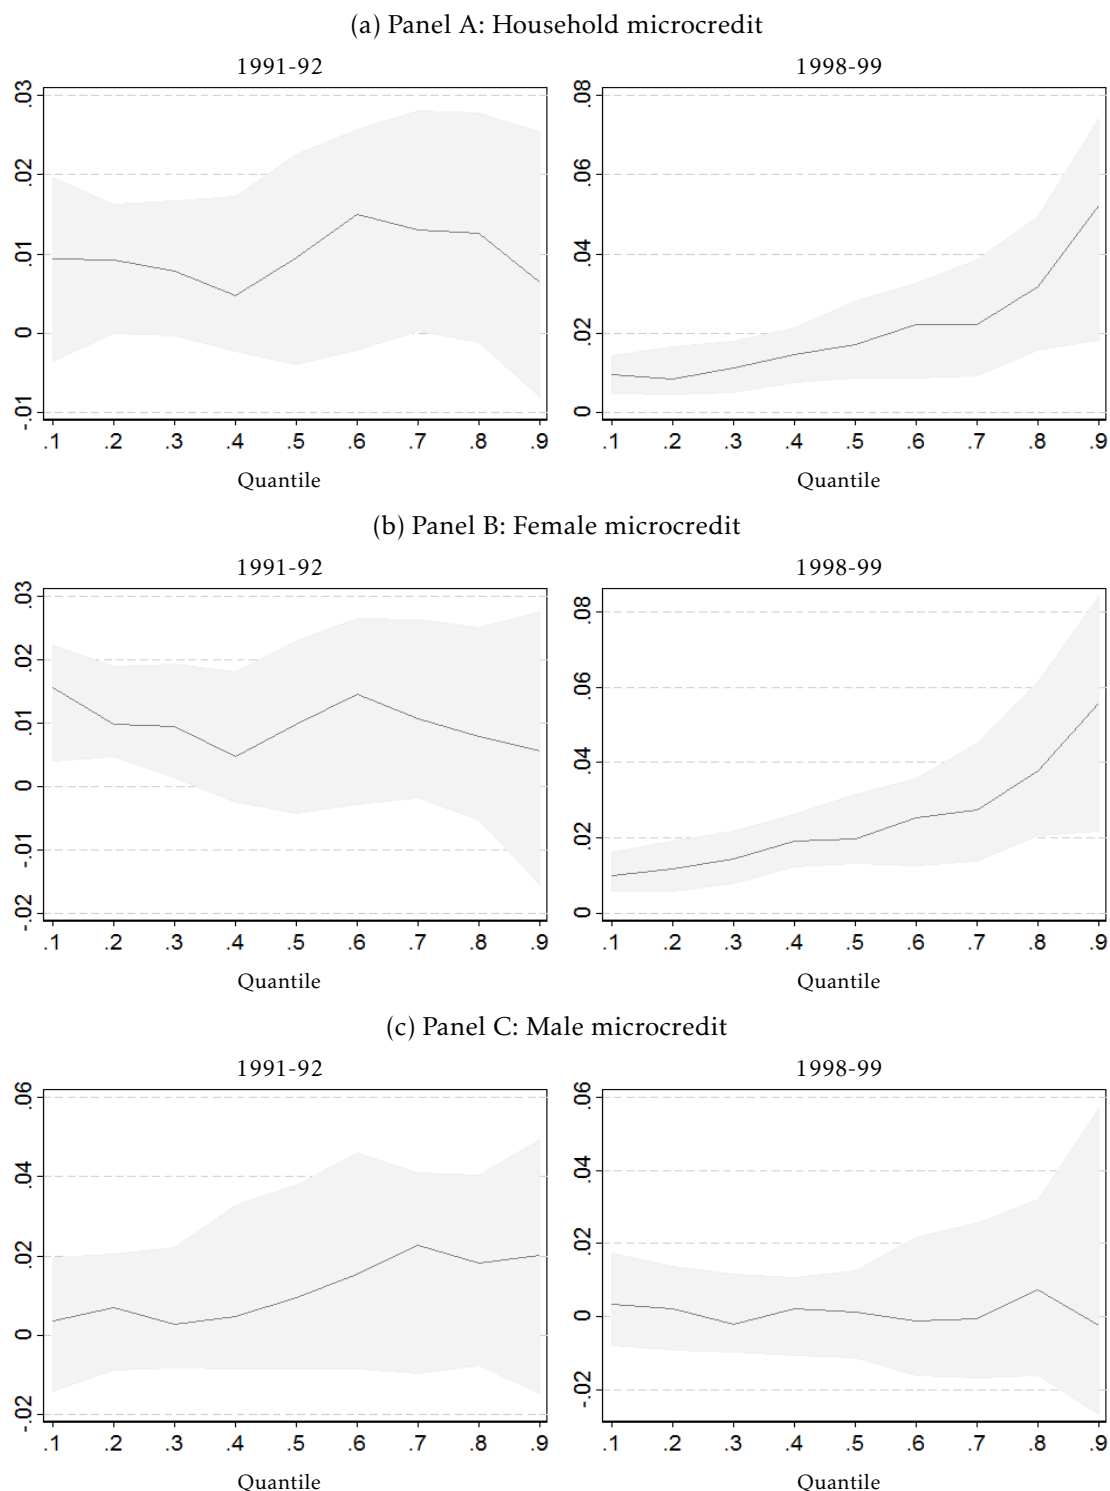 (a) Panel A: Household microcredit
1991-92
.03
.02
.01
0
-.01
.1 .2 .3 .4 .5 .6 .7 .8 .9
Quantile
1998-99
.08
.06
.04
.02
0
.1 .2 .3 .4 .5 .6 .7 .8 .9
Quantile
(b) Panel B: Female microcredit
1991-92
.03
.02
.01
0
-.01
-.02
.1 .2 .3 .4 .5 .6 .7 .8 .9
Quantile
1998-99
.08
.06
.04
.02
0
.1 .2 .3 .4 .5 .6 .7 .8 .9
Quantile
(c) Panel C: Male microcredit
1991-92
.06
.04
.02
0
-.02
.1 .2 .3 .4 .5 .6 .7 .8 .9
Quantile
1998-99
.06
.04
.02
0
-.02
.1 .2 .3 .4 .5 .6 .7 .8 .9
Quantile